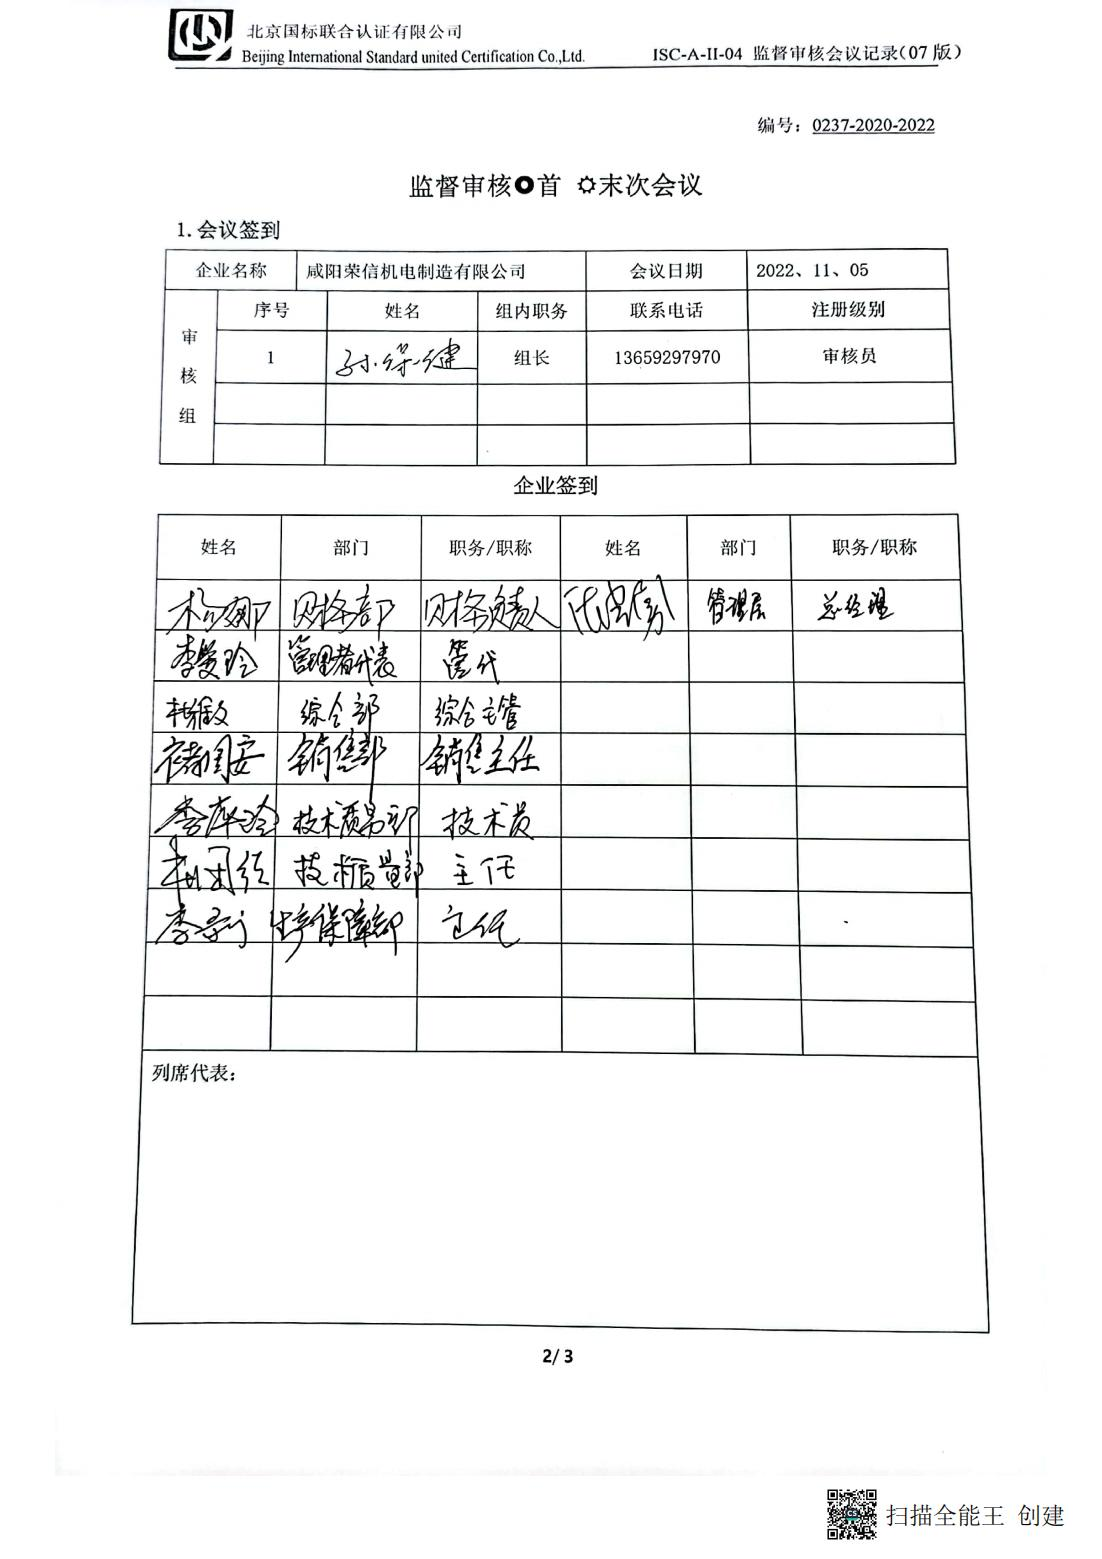 北京国标联合认证有限公司
Beijing International Standard united Certification Co.,Ltd. ISC-A-II-04 监督审核会议记录(07 版)
编号：0237-2020-2022
监督审核首 末次会议
1.会议签到
企业名称 咸阳荣信机电制造有限公司 会议日期 2022、11、05
审核组 序号 姓名 组内职务 联系电话 注册级别
1 组长 13659297970 审核员
企业签到
姓名 部门 职务/职称 姓名 部门 职务/职称
杨娜 财务部 财务负责人 管理层 总经理
管理者代表 管代
综合部 综合主管
国安 销售部 销售主任
技术员
技术质量部 主任
生产保障部 主任
列席代表：
2/ 3
扫描全能王 创建